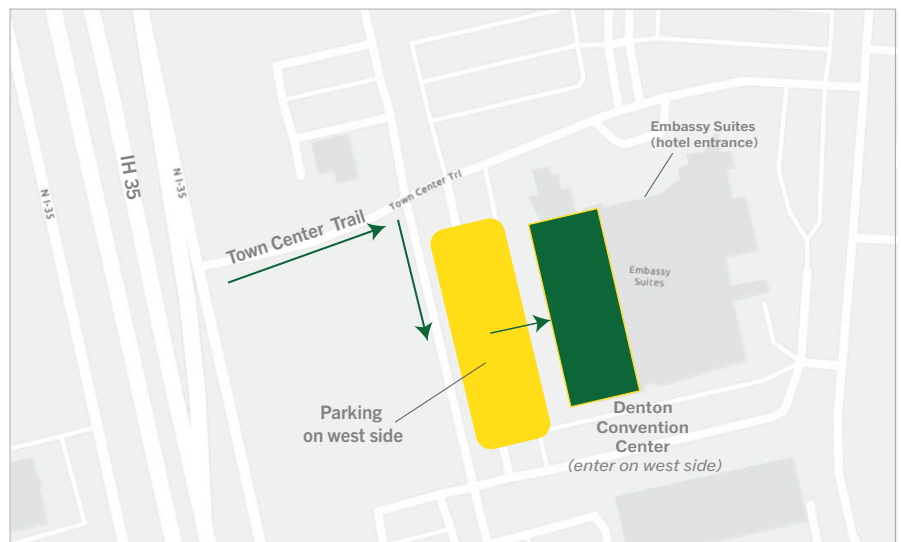 Embassy Suites
(hotel entrance)
IH 35
N I-35
N I-35
Town Center Trl
Town Center Trail
Embassy
Suites
Parking
on west side
Denton
Convention
Center
(enter on west side)